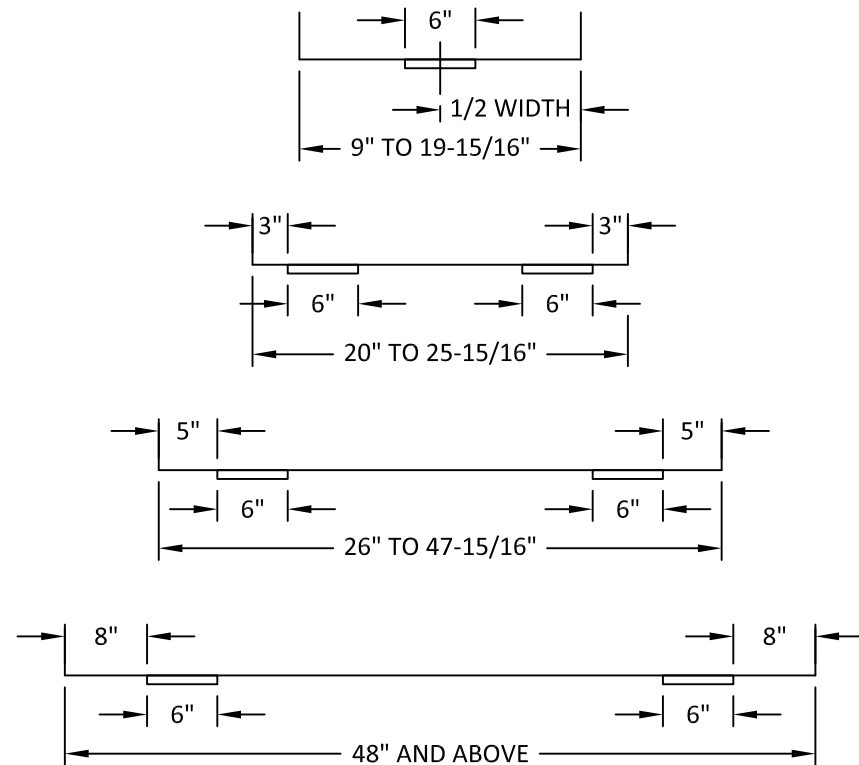 6"
1/2 WIDTH
9" TO 19-15/16"
3" 3"
6" 6"
20" TO 25-15/16"
5" 5"
6" 6"
26" TO 47-15/16"
8" 8"
6" 6"
48" AND ABOVE